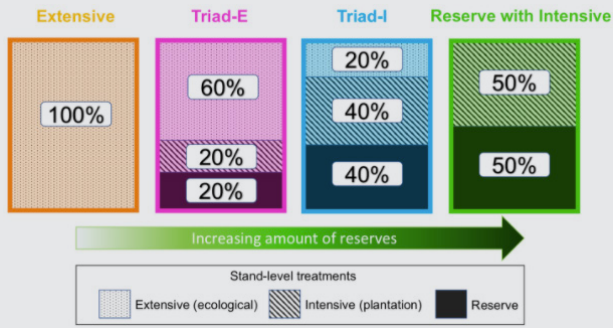 Extensive Triad-E Triad-I Reserve with Intensive
100%
60%
20%
20%
20%
40%
40%
50%
50%
Increasing amount of reserves
Stand-level treatments
Extensive (ecological) Intensive (plantation) Reserve